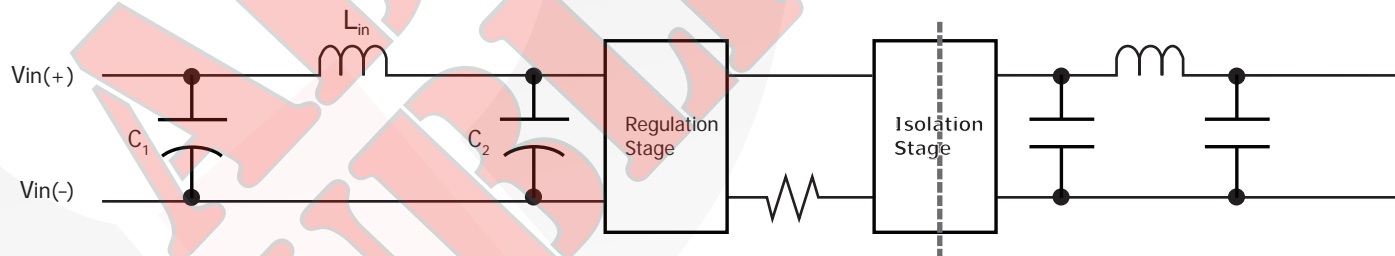 L_in
Vin(+)
C_1
C_2
Regulation
Stage
Isolation
Stage
Vin(–)